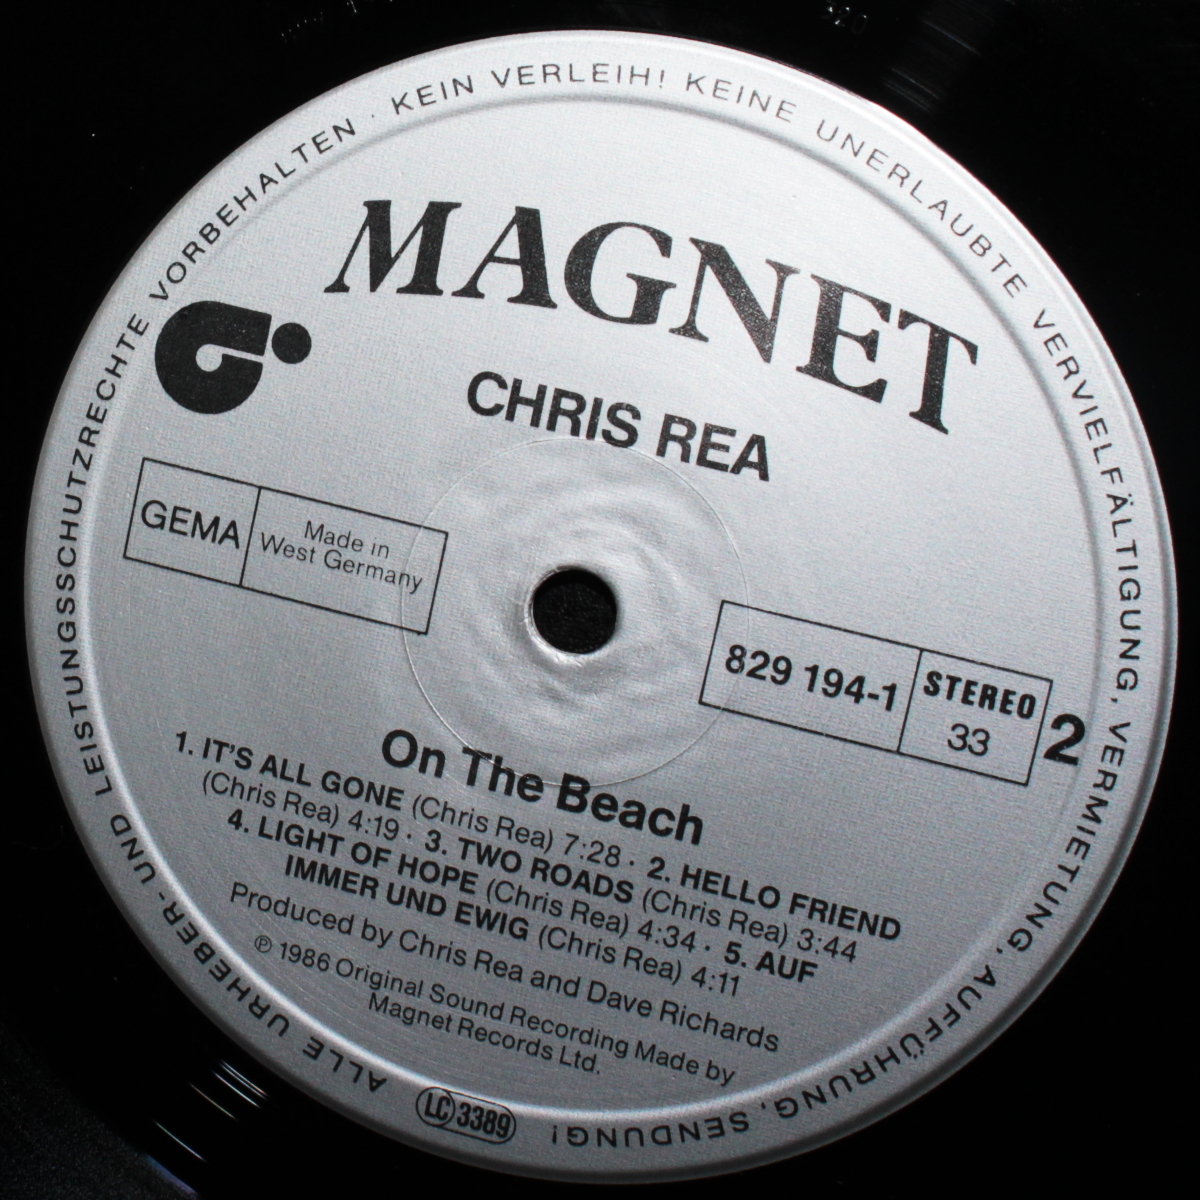 ALLE URHEBER- UND LEISTUNGSSCHUTZRECHTE VORBEHALTEN · KEIN VERLEIH! KEINE UNERLAUBTE VERVIELFÄLTIGUNG, VERMIETUNG, AUFFÜHRUNG, SENDUNG!
MAGNET
CHRIS REA
GEMA
Made in
West Germany
829 194-1
STEREO
33
2
On The Beach
1. IT'S ALL GONE (Chris Rea) 7:28 · 2. HELLO FRIEND
(Chris Rea) 4:19 · 3. TWO ROADS (Chris Rea) 3:44
4. LIGHT OF HOPE (Chris Rea) 4:34 · 5. AUF
IMMER UND EWIG (Chris Rea) 4:11
Produced by Chris Rea and Dave Richards
℗ 1986 Original Sound Recording Made by
Magnet Records Ltd.
LC 3389